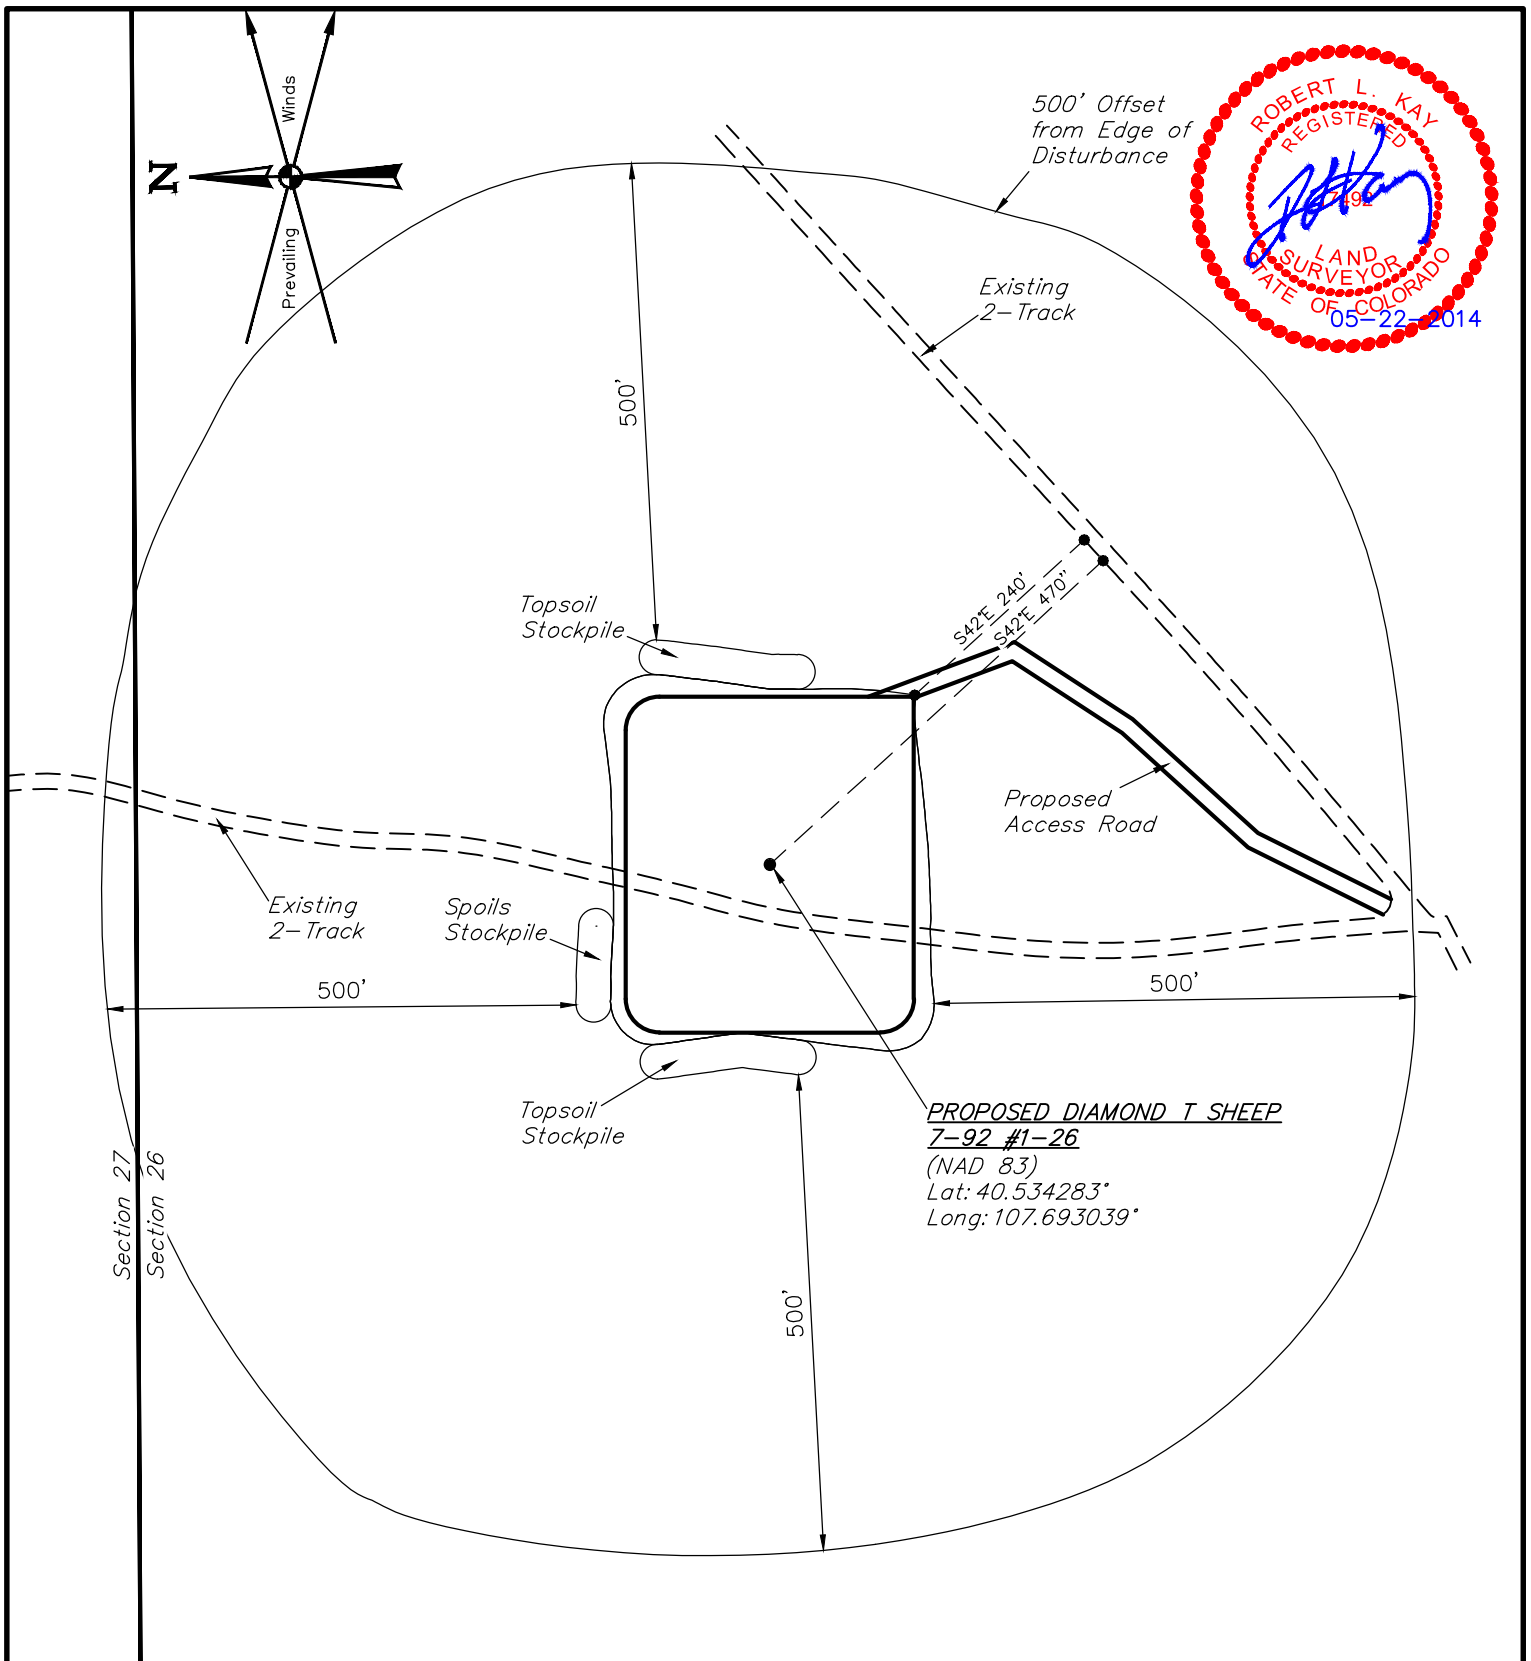 Winds
Prevailing
N
500' Offset
from Edge of
Disturbance
ROBERT L. KAY
REGISTERED
7492
LAND
SURVEYOR
STATE OF COLORADO
05-22-2014
Existing
2-Track
500'
Topsoil
Stockpile
S42°E 240'
S42°E 470"
Proposed
Access Road
Existing
2-Track
Spoils
Stockpile
500'
500'
Topsoil
Stockpile
PROPOSED DIAMOND T SHEEP
7-92 #1-26
(NAD 83)
Lat: 40.534283°
Long: 107.693039°
Section 27
Section 26
500'